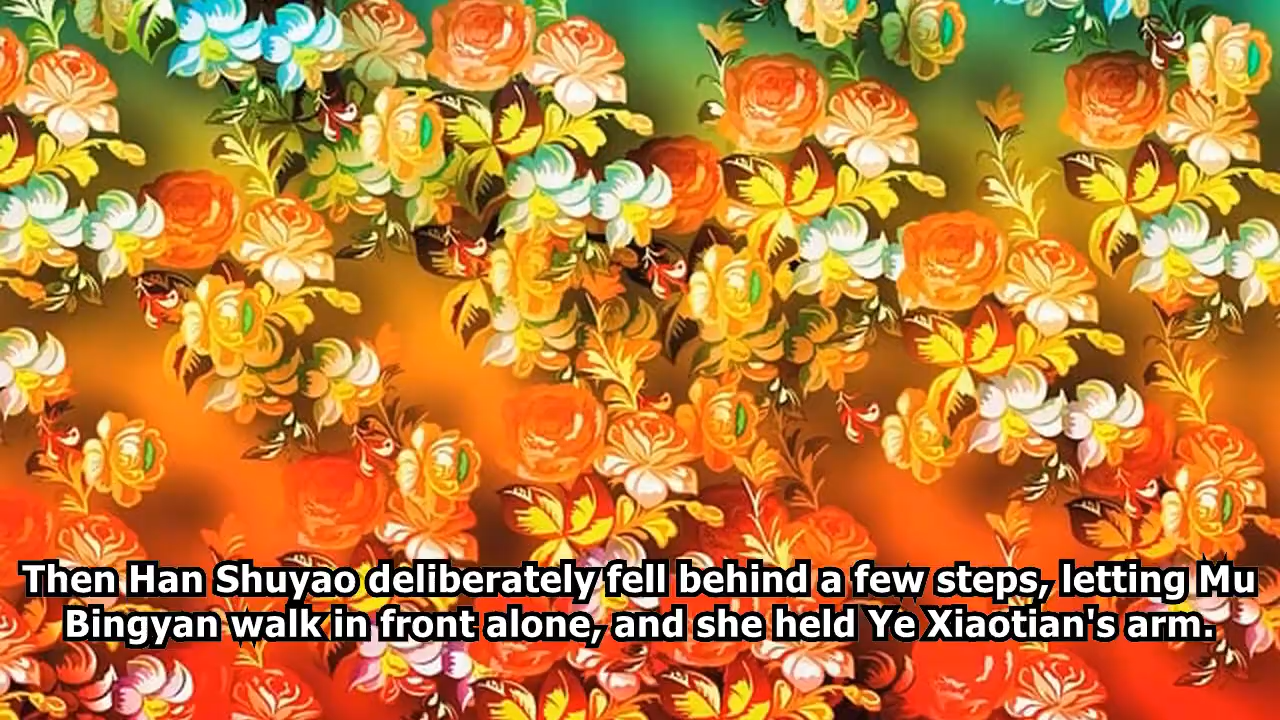 Then Han Shuyao deliberately fell behind a few steps, letting Mu
Bingyan walk in front alone, and she held Ye Xiaotian's arm.